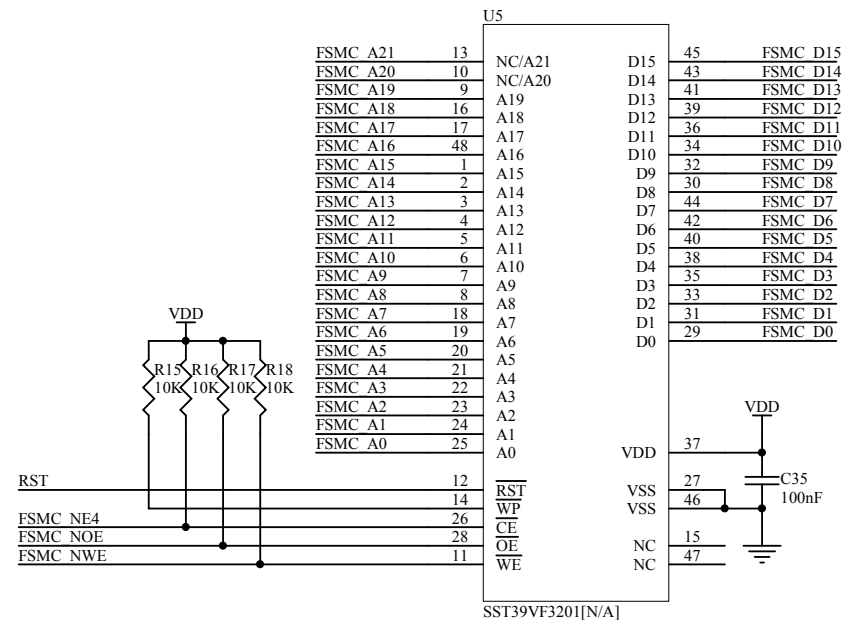 U5
FSMC_A21 13 NC/A21 D15 45 FSMC_D15
FSMC_A20 10 NC/A20 D14 43 FSMC_D14
FSMC_A19 9 A19 D13 41 FSMC_D13
FSMC_A18 16 A18 D12 39 FSMC_D12
FSMC_A17 17 A17 D11 36 FSMC_D11
FSMC_A16 48 A16 D10 34 FSMC_D10
FSMC_A15 1 A15 D9 32 FSMC_D9
FSMC_A14 2 A14 D8 30 FSMC_D8
FSMC_A13 3 A13 D7 44 FSMC_D7
FSMC_A12 4 A12 D6 42 FSMC_D6
FSMC_A11 5 A11 D5 40 FSMC_D5
FSMC_A10 6 A10 D4 38 FSMC_D4
FSMC_A9 7 A9 D3 35 FSMC_D3
FSMC_A8 8 A8 D2 33 FSMC_D2
FSMC_A7 18 A7 D1 31 FSMC_D1
FSMC_A6 19 A6 D0 29 FSMC_D0
FSMC_A5 20 A5
FSMC_A4 21 A4
FSMC_A3 22 A3
FSMC_A2 23 A2
FSMC_A1 24 A1
FSMC_A0 25 A0
VDD
R15 R16 R17 R18
10K 10K 10K 10K
VDD
VDD 37
C35
100nF
RST 12 RST VSS 27
14 WP VSS 46
FSMC_NE4 26 CE
FSMC_NOE 28 OE NC 15
FSMC_NWE 11 WE NC 47
SST39VF3201[N/A]